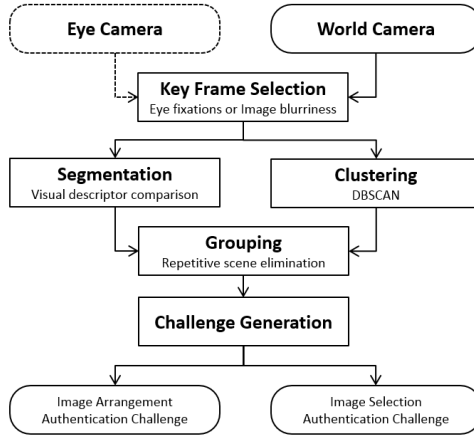 Eye Camera
World Camera
Key Frame Selection
Eye fixations or Image blurriness
Segmentation
Visual descriptor comparison
Clustering
DBSCAN
Grouping
Repetitive scene elimination
Challenge Generation
Image Arrangement
Authentication Challenge
Image Selection
Authentication Challenge